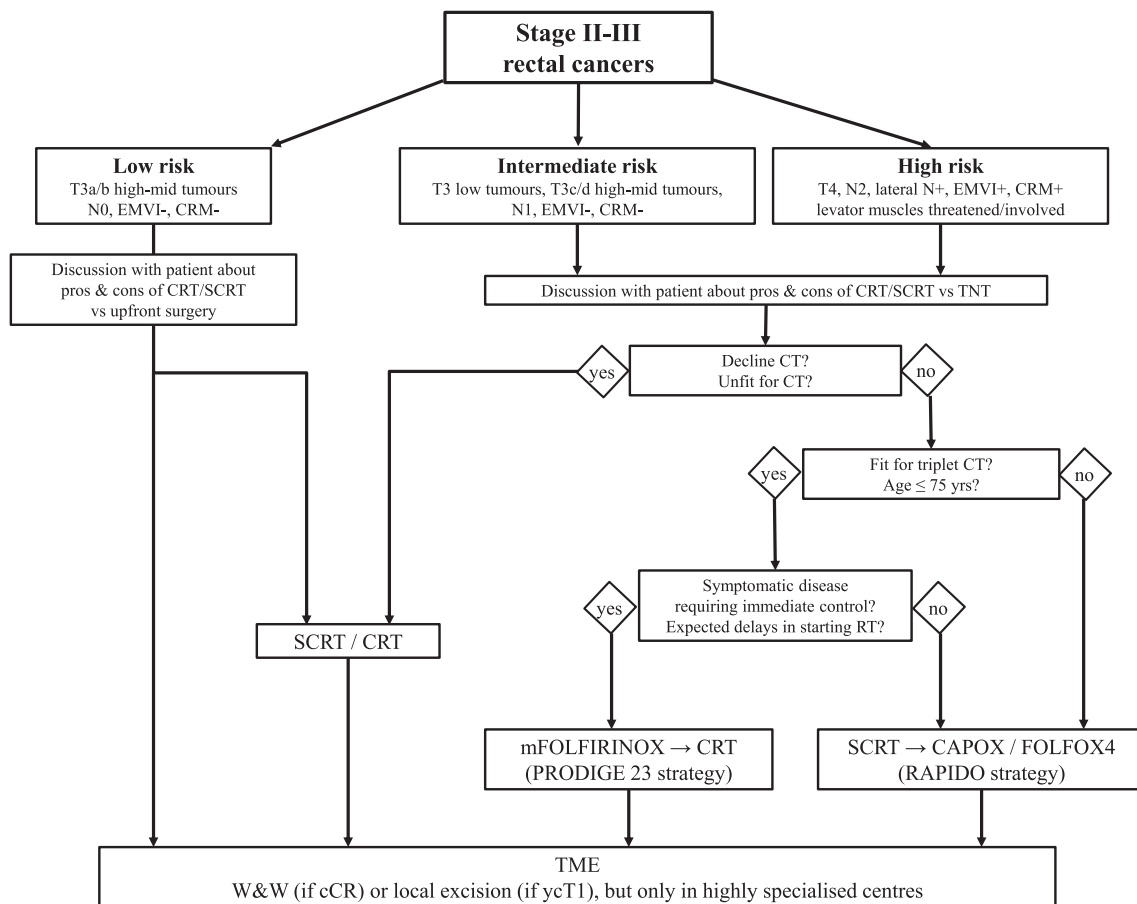 Stage II-III
rectal cancers
Low risk
T3a/b high-mid tumours
N0, EMVI-, CRM-
Intermediate risk
T3 low tumours, T3c/d high-mid tumours,
N1, EMVI-, CRM-
High risk
T4, N2, lateral N+, EMVI+, CRM+
levator muscles threatened/involved
Discussion with patient about
pros & cons of CRT/SCRT
vs upfront surgery
Discussion with patient about pros & cons of CRT/SCRT vs TNT
yes
Decline CT?
Unfit for CT?
no
yes
Fit for triplet CT?
Age ≤ 75 yrs?
no
yes
Symptomatic disease
requiring immediate control?
Expected delays in starting RT?
no
SCRT / CRT
mFOLFIRINOX → CRT
(PRODIGE 23 strategy)
SCRT → CAPOX / FOLFOX4
(RAPIDO strategy)
TME
W&W (if cCR) or local excision (if ycT1), but only in highly specialised centres